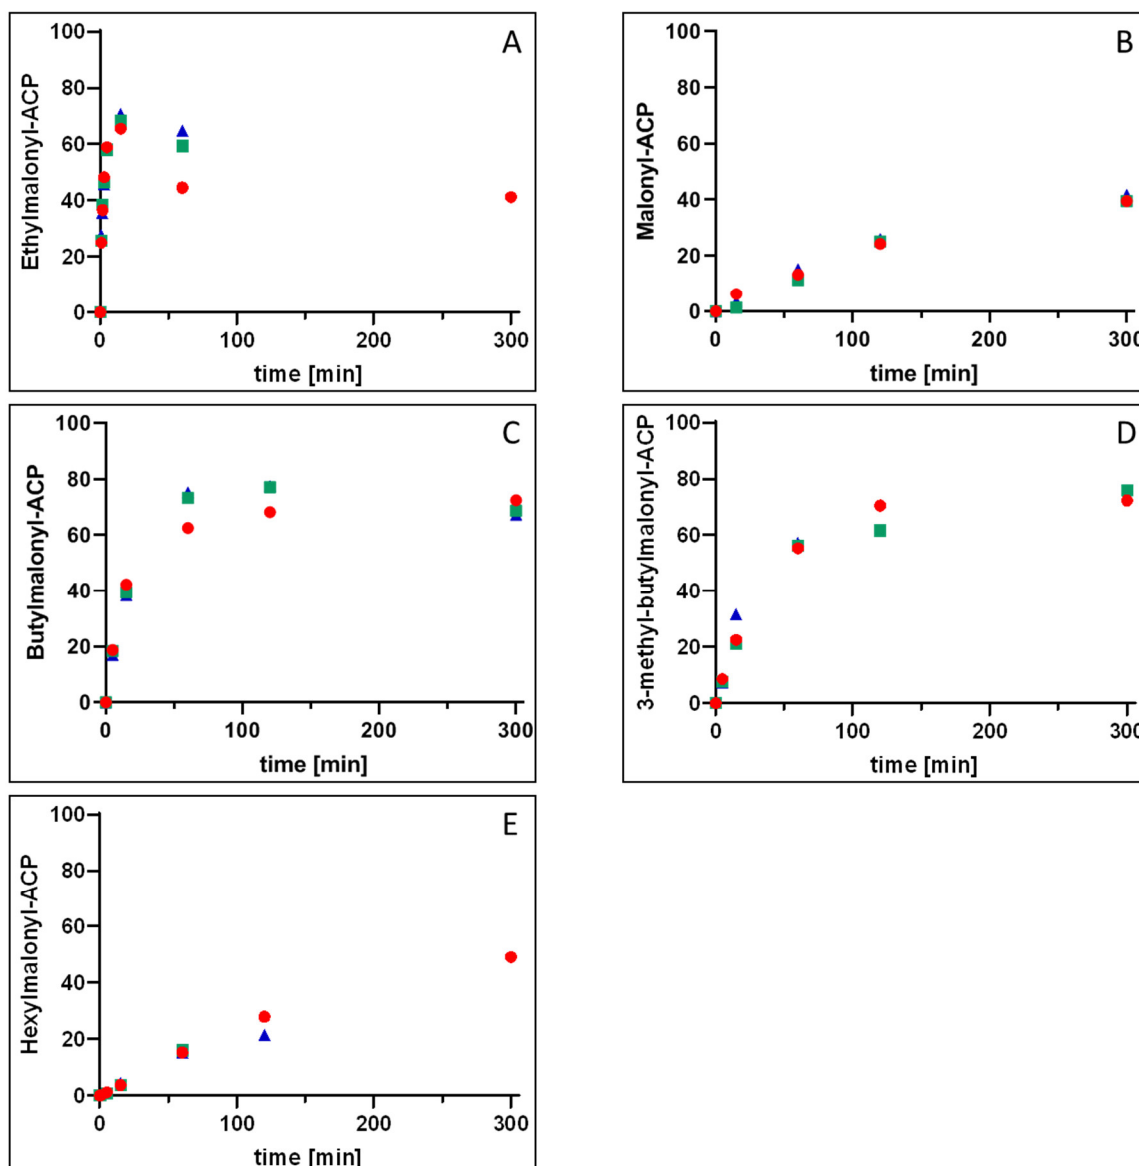 A
Ethylmalonyl-ACP
100
80
60
40
20
0
0 100 200 300
time [min]
B
Malonyl-ACP
100
80
60
40
20
0
0 100 200 300
time [min]
C
Butylmalonyl-ACP
100
80
60
40
20
0
0 100 200 300
time [min]
D
3-methyl-butylmalonyl-ACP
100
80
60
40
20
0
0 100 200 300
time [min]
E
Hexylmalonyl-ACP
100
80
60
40
20
0
0 100 200 300
time [min]